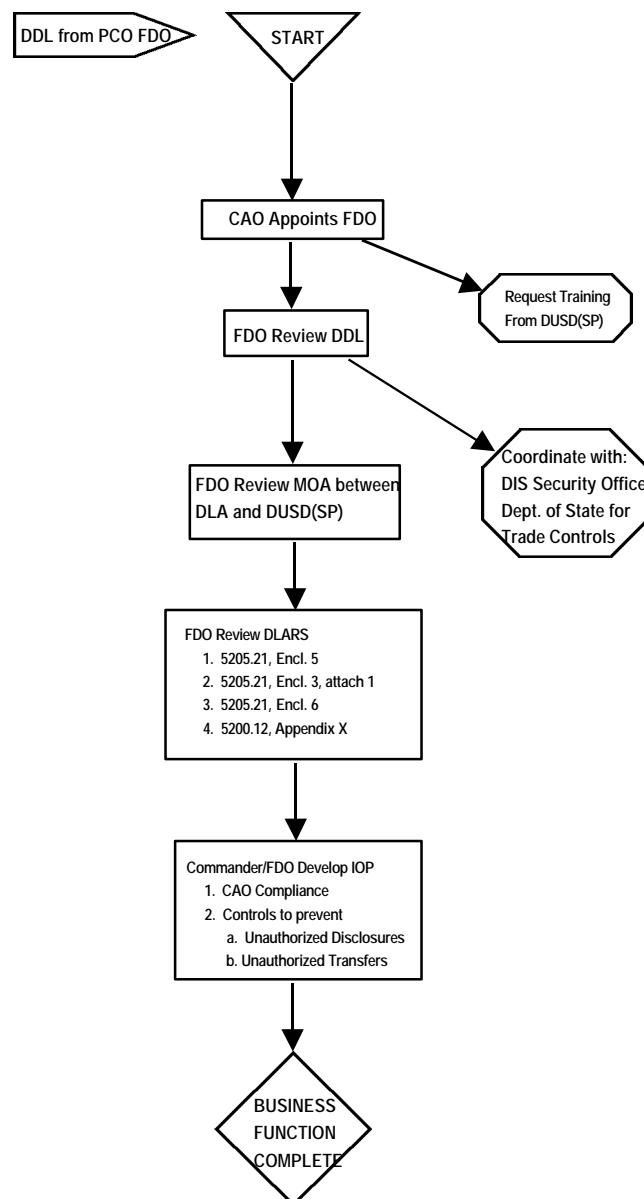 DDL from PCO FDO
START
CAO Appoints FDO
Request Training
From DUSD(SP)
FDO Review DDL
Coordinate with:
DIS Security Office
Dept. of State for
Trade Controls
FDO Review MOA between
DLA and DUSD(SP)
FDO Review DLARS
1. 5205.21, Encl. 5
2. 5205.21, Encl. 3, attach 1
3. 5205.21, Encl. 6
4. 5200.12, Appendix X
Commander/FDO Develop IOP
1. CAO Compliance
2. Controls to prevent
a. Unauthorized Disclosures
b. Unauthorized Transfers
BUSINESS
FUNCTION
COMPLETE